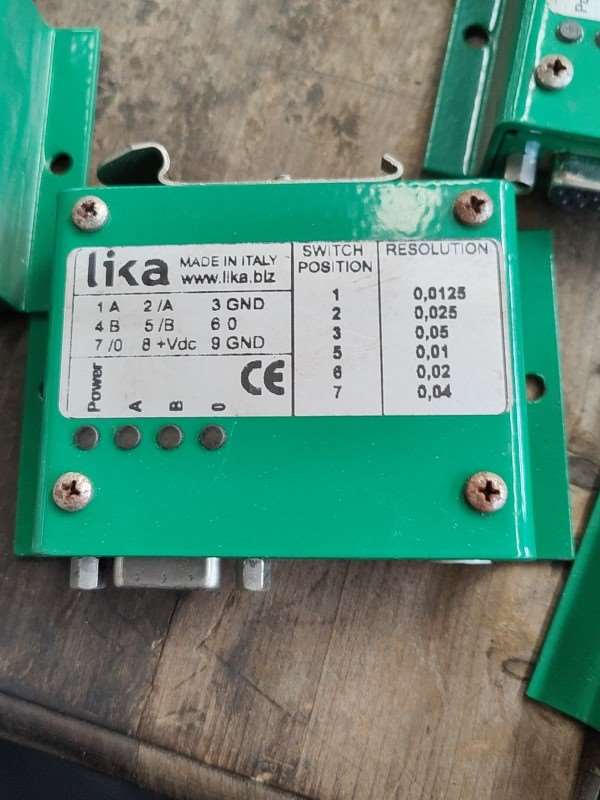 lika MADE IN ITALY
www.lika.biz
1 A 2 /A 3 GND
4 B 5 /B 6 0
7 /0 8 +Vdc 9 GND
Power A B 0
CE
SWITCH POSITION RESOLUTION
1 0,0125
2 0,025
3 0,05
5 0,01
6 0,02
7 0,04